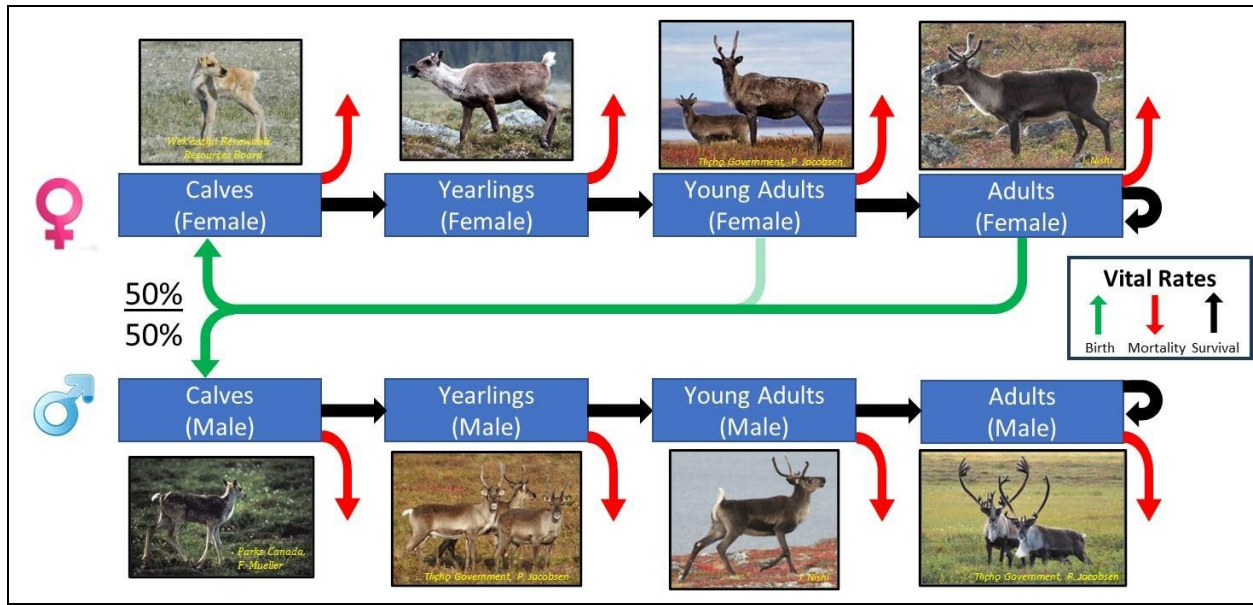 Wek'èezhìi Renewable
Resources Board
Tłı̨chǫ Government, P. Jacobsen
J. Nishi
Calves
(Female)
Yearlings
(Female)
Young Adults
(Female)
Adults
(Female)
50%
50%
Vital Rates
Birth
Mortality
Survival
Calves
(Male)
Yearlings
(Male)
Young Adults
(Male)
Adults
(Male)
Parks Canada,
F. Mueller
Tłı̨chǫ Government, P. Jacobsen
J. Nishi
Tłı̨chǫ Government, P. Jacobsen